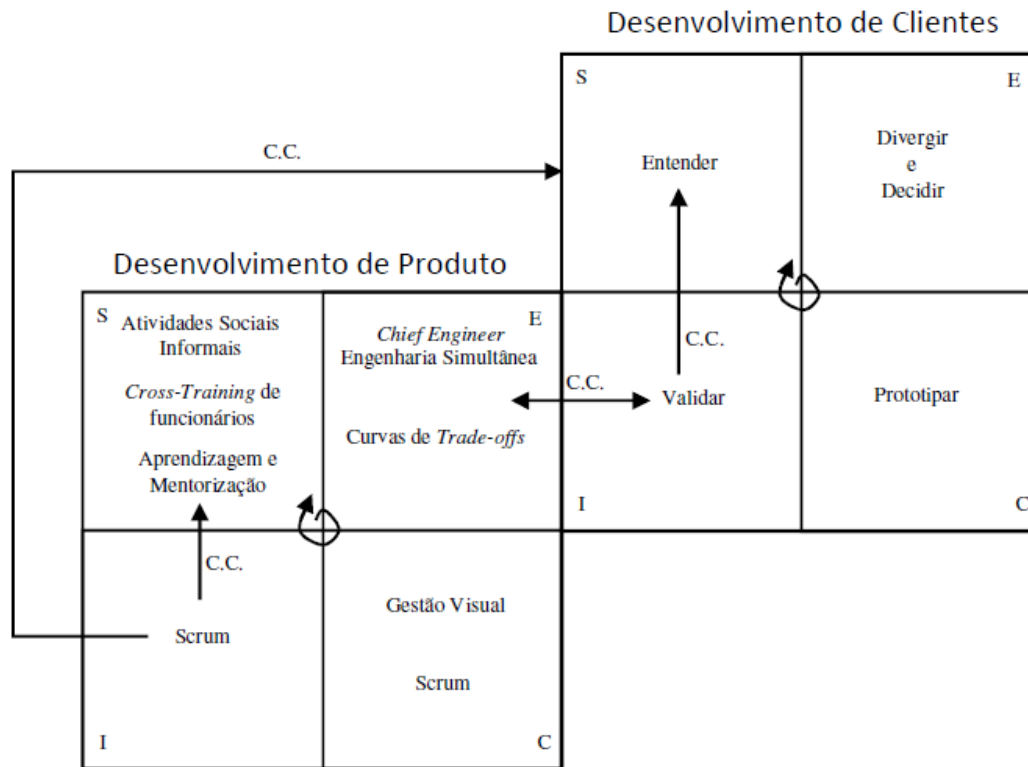 Desenvolvimento de Clientes
S
E
Divergir
e
Decidir
Entender
C.C.
Desenvolvimento de Produto
S
Atividades Sociais
Informais
Cross-Training de
funcionários
Aprendizagem e
Mentorização
E
Chief Engineer
Engenharia Simultânea
Curvas de Trade-offs
C.C.
C.C.
Validar
Prototipar
I
C
C.C.
Scrum
I
Gestão Visual
Scrum
C